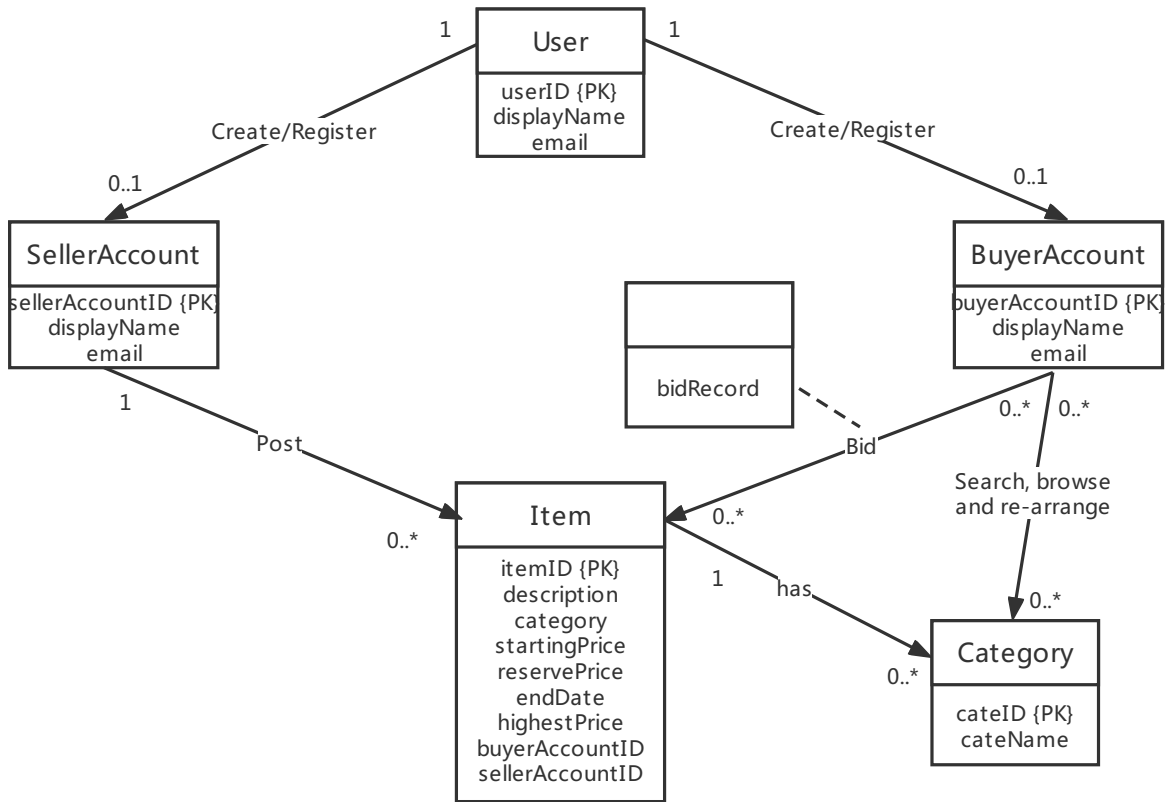 User
userID {PK}
displayName
email
1
1
Create/Register
Create/Register
0..1
0..1
SellerAccount
sellerAccountID {PK}
displayName
email
BuyerAccount
buyerAccountID {PK}
displayName
email
bidRecord
1
Post
0..*
0..*
0..*
Bid
0..*
Search, browse
and re-arrange
0..*
Item
itemID {PK}
description
category
startingPrice
reservePrice
endDate
highestPrice
buyerAccountID
sellerAccountID
1
has
0..*
Category
cateID {PK}
cateName